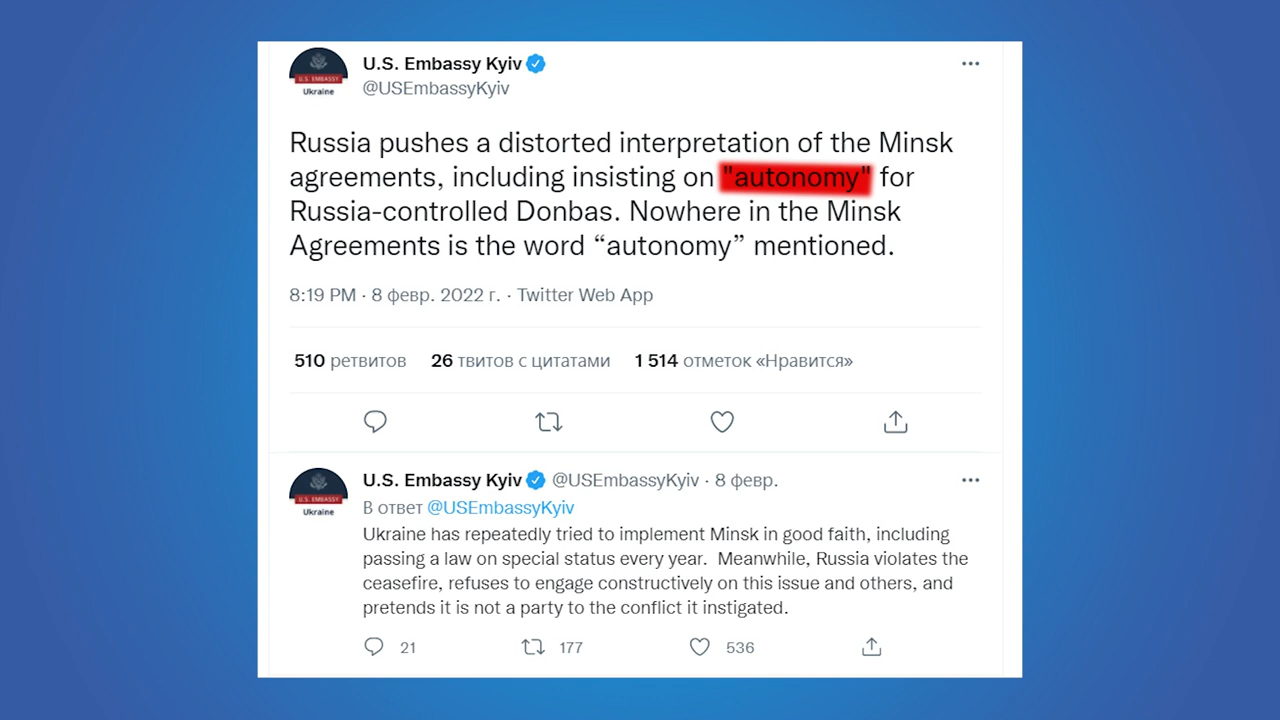 U.S. Embassy Kyiv
@USEmbassyKyiv
U.S. EMBASSY
Ukraine
Russia pushes a distorted interpretation of the Minsk
agreements, including insisting on "autonomy" for
Russia-controlled Donbas. Nowhere in the Minsk
Agreements is the word “autonomy” mentioned.
8:19 PM · 8 февр. 2022 г. · Twitter Web App
510 ретвитов 26 твитов с цитатами 1 514 отметок «Нравится»
U.S. Embassy Kyiv @USEmbassyKyiv · 8 февр.
U.S. EMBASSY
Ukraine
В ответ @USEmbassyKyiv
Ukraine has repeatedly tried to implement Minsk in good faith, including
passing a law on special status every year. Meanwhile, Russia violates the
ceasefire, refuses to engage constructively on this issue and others, and
pretends it is not a party to the conflict it instigated.
21 177 536